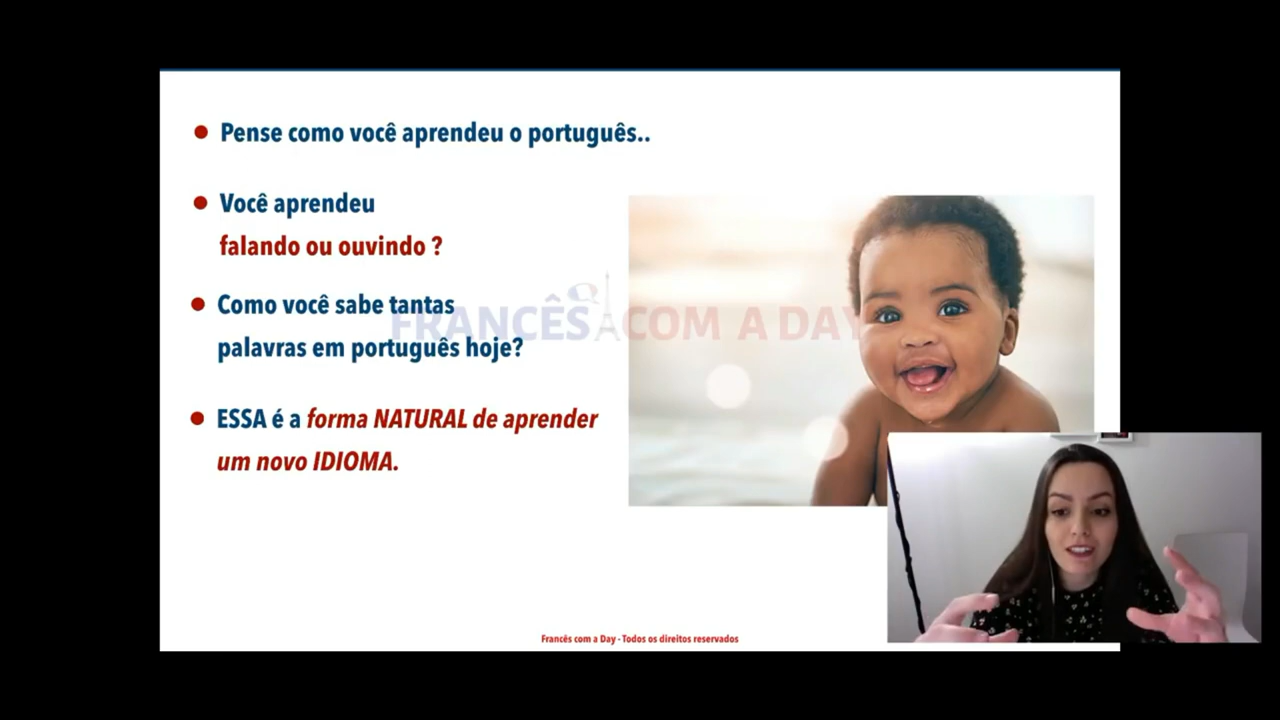 Pense como você aprendeu o português..
Você aprendeu
falando ou ouvindo ?
Como você sabe tantas
palavras em português hoje?
ESSA é a forma NATURAL de aprender
um novo IDIOMA.
FRANCÊS COM A DAY
Francês com a Day - Todos os direitos reservados